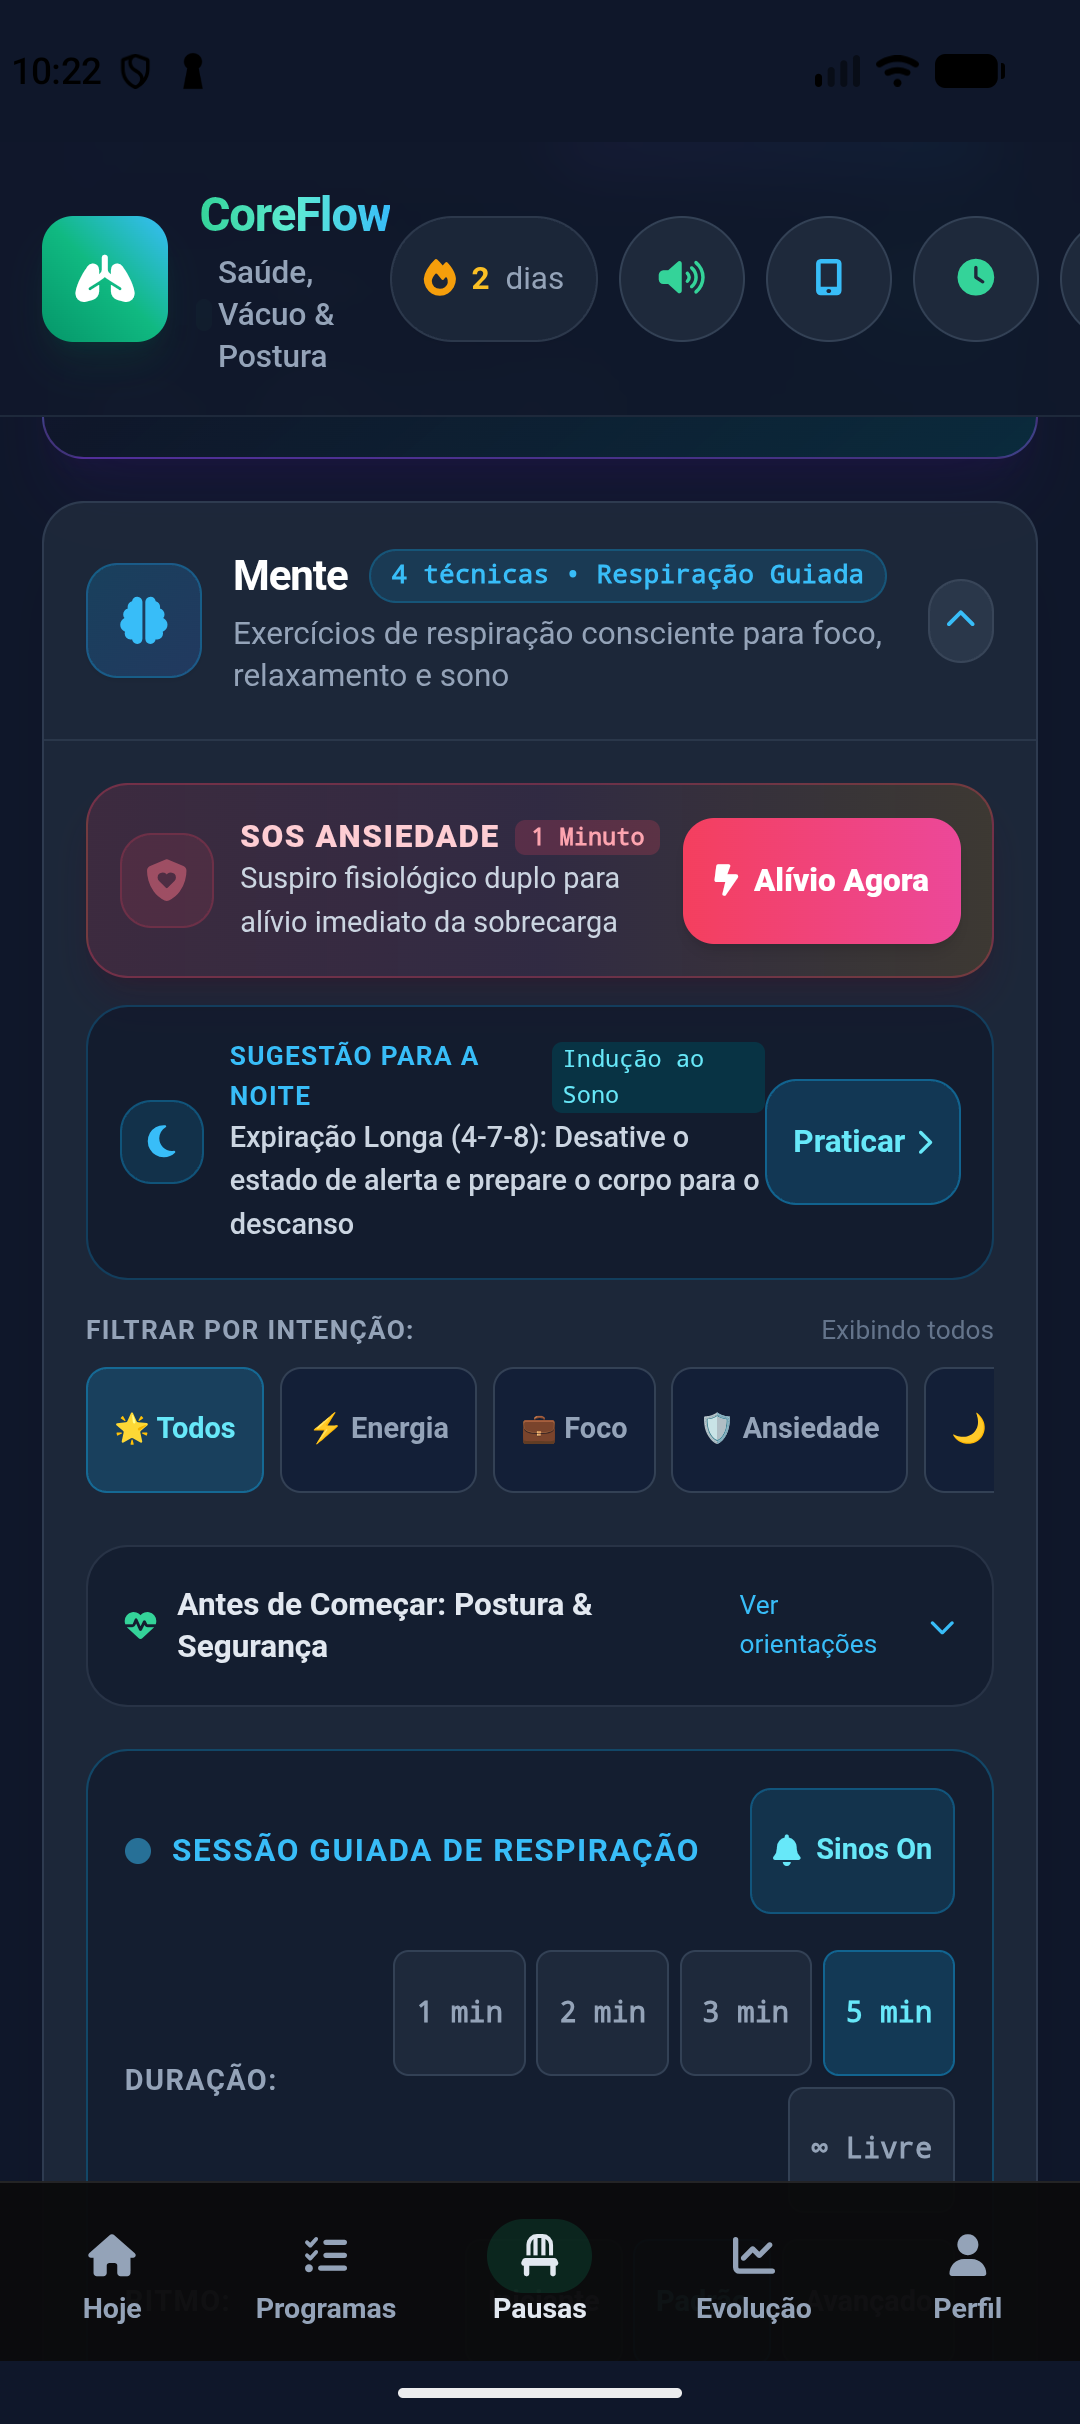 10:22
CoreFlow
Saúde,
Vácuo &
Postura
2 dias
Mente
4 técnicas • Respiração Guiada
Exercícios de respiração consciente para foco,
relaxamento e sono
SOS ANSIEDADE
1 Minuto
Suspiro fisiológico duplo para
alívio imediato da sobrecarga
Alívio Agora
SUGESTÃO PARA A
NOITE
Indução ao
Sono
Expiração Longa (4-7-8): Desative o
estado de alerta e prepare o corpo para o
descanso
Praticar
FILTRAR POR INTENÇÃO:
Exibindo todos
Todos
Energia
Foco
Ansiedade
Antes de Começar: Postura &
Segurança
Ver
orientações
SESSÃO GUIADA DE RESPIRAÇÃO
Sinos On
DURAÇÃO:
1 min
2 min
3 min
5 min
∞ Livre
Hoje
Programas
Pausas
Evolução
Perfil